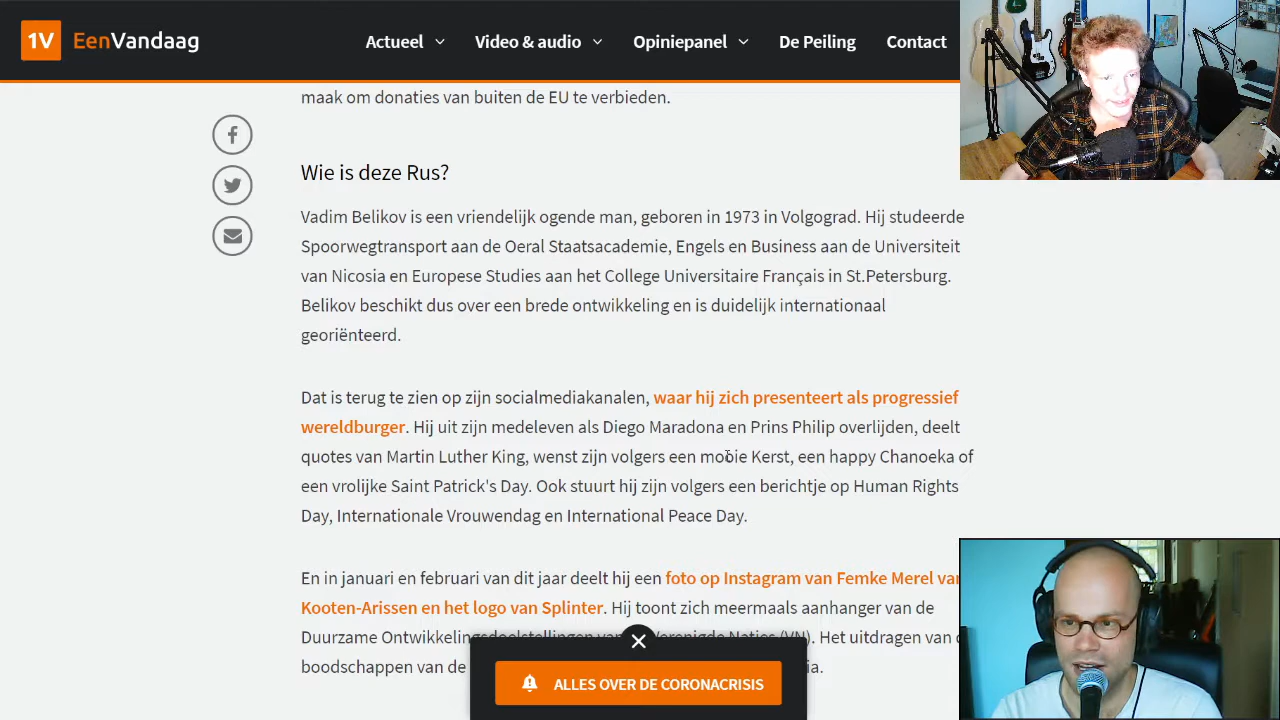 1V EenVandaag
Actueel
Video & audio
Opiniepanel
De Peiling
Contact
maak om donaties van buiten de EU te verbieden.
Wie is deze Rus?
Vadim Belikov is een vriendelijk ogende man, geboren in 1973 in Volgograd. Hij studeerde
Spoorwegtransport aan de Oeral Staatsacademie, Engels en Business aan de Universiteit
van Nicosia en Europese Studies aan het College Universitaire Français in St.Petersburg.
Belikov beschikt dus over een brede ontwikkeling en is duidelijk internationaal
georiënteerd.
Dat is terug te zien op zijn socialmediakanalen, waar hij zich presenteert als progressief
wereldburger. Hij uit zijn medeleven als Diego Maradona en Prins Philip overlijden, deelt
quotes van Martin Luther King, wenst zijn volgers een mooie Kerst, een happy Chanoeka of
een vrolijke Saint Patrick's Day. Ook stuurt hij zijn volgers een berichtje op Human Rights
Day, Internationale Vrouwendag en International Peace Day.
En in januari en februari van dit jaar deelt hij een foto op Instagram van Femke Merel van
Kooten-Arissen en het logo van Splinter. Hij toont zich meermaals aanhanger van de
Duurzame Ontwikkelingsdoelstellingen van Verenigde Naties (VN). Het uitdragen van
boodschappen van de
ALLES OVER DE CORONACRISIS